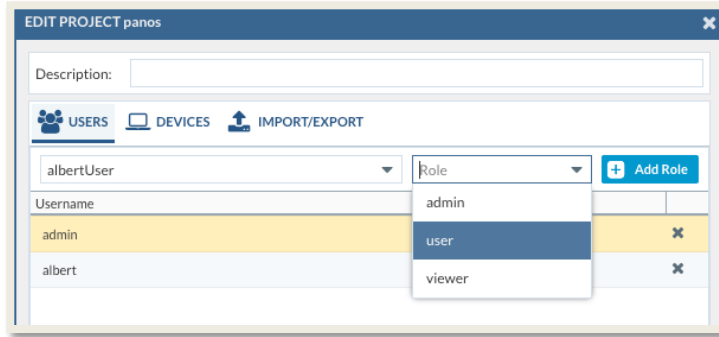 EDIT PROJECT panos
Description:
USERS DEVICES IMPORT/EXPORT
albertUser Role Add Role
Username
admin
user
viewer
admin
albert